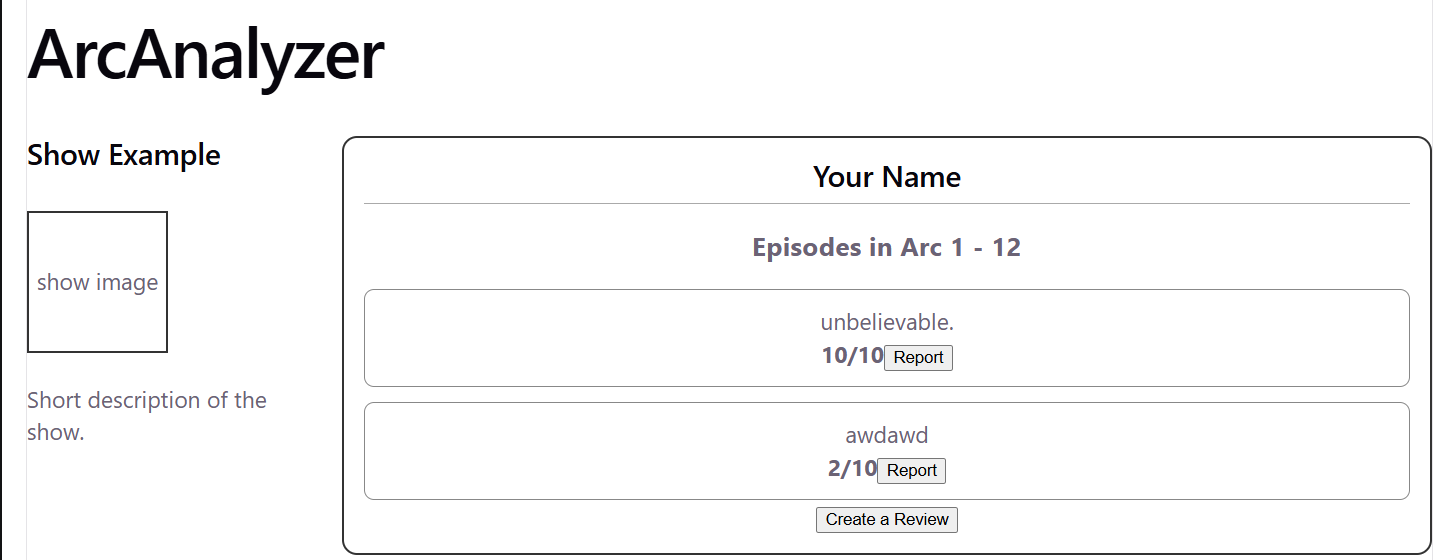 ArcAnalyzer
Show Example
show image
Short description of the
show.
Your Name
Episodes in Arc 1 - 12
unbelievable.
10/10 Report
awdawd
2/10 Report
Create a Review